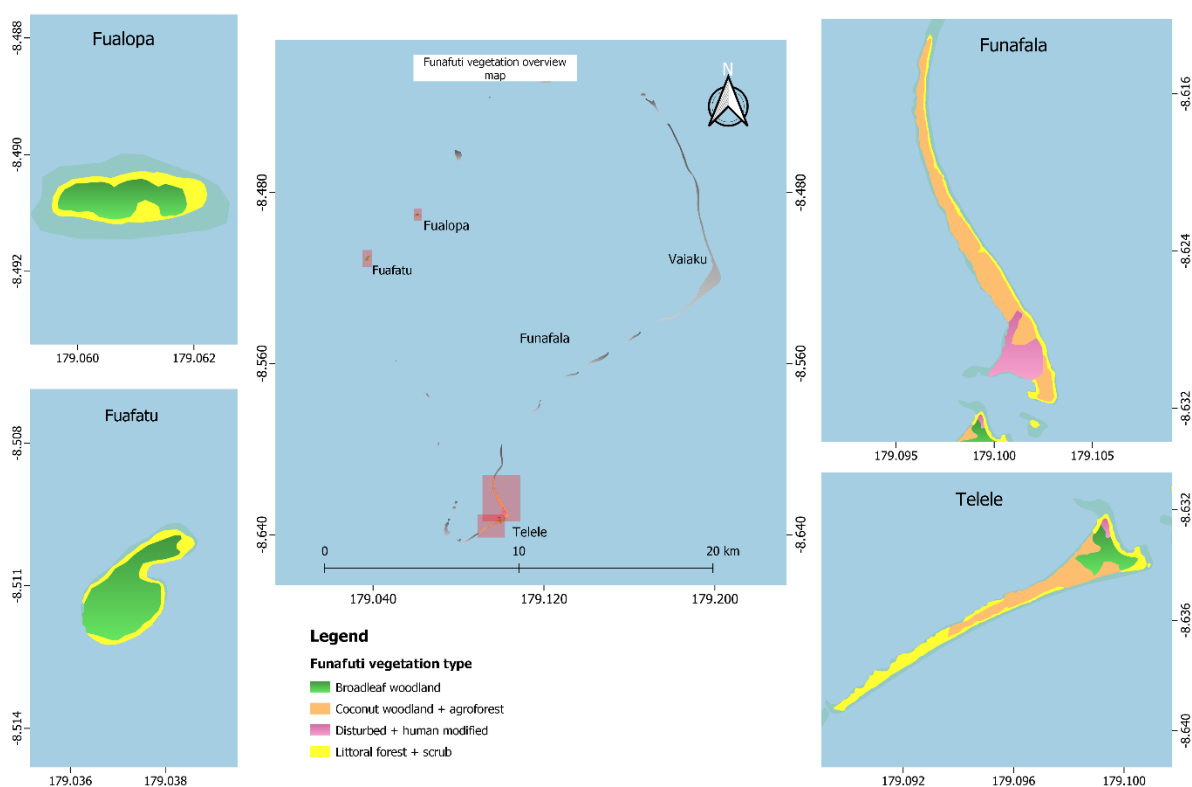 Fualopa
-8.488
-8.490
-8.492
179.060
179.062
Fuafatu
-8.508
-8.511
-8.514
179.036
179.038
Funafuti vegetation overview
map
N
Fualopa
Fuafatu
Vaiaku
Funafala
Telele
-8.480
-8.560
-8.640
-8.480
-8.560
-8.640
0
10
20 km
179.040
179.120
179.200
Legend
Funafuti vegetation type
Broadleaf woodland
Coconut woodland + agroforest
Disturbed + human modified
Littoral forest + scrub
Funafala
-8.616
-8.624
-8.632
179.095
179.100
179.105
Telele
-8.632
-8.636
-8.640
179.092
179.096
179.100